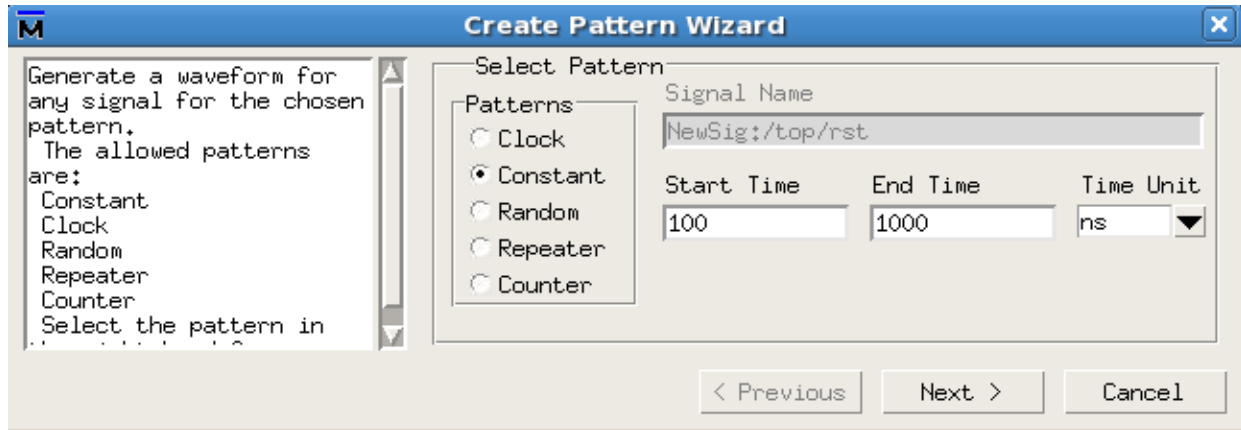 Create Pattern Wizard
Generate a waveform for
any signal for the chosen
pattern.
The allowed patterns
are:
Constant
Clock
Random
Repeater
Counter
Select the pattern in
Select Pattern
Patterns
Clock
Constant
Random
Repeater
Counter
Signal Name
NewSig:/top/rst
Start Time End Time Time Unit
100 1000 ns
< Previous Next > Cancel